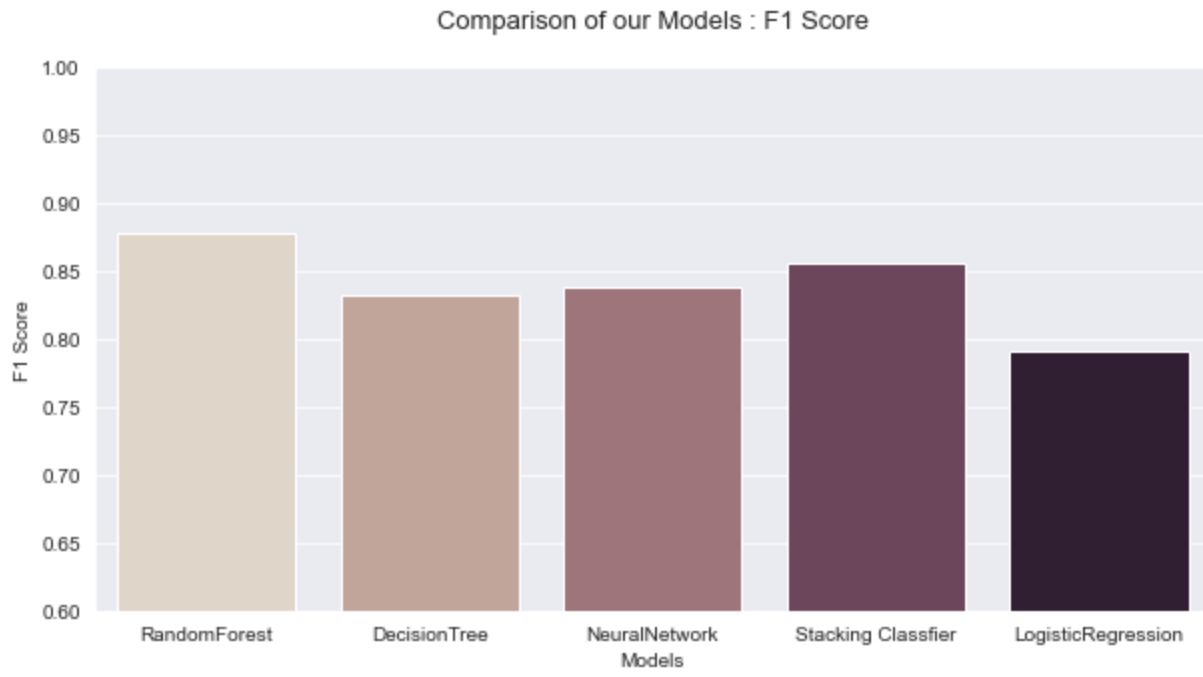 Comparison of our Models : F1 Score
1.00
0.95
0.90
0.85
0.80
0.75
0.70
0.65
0.60
F1 Score
RandomForest DecisionTree NeuralNetwork Stacking Classfier LogisticRegression
Models